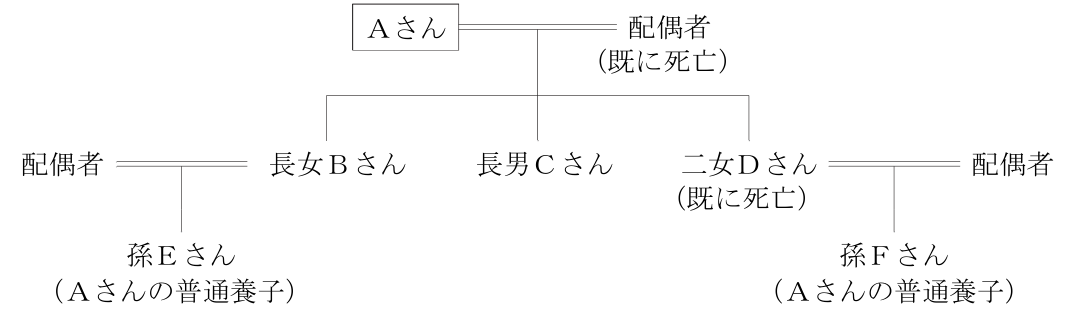 Aさん
配偶者
（既に死亡）
配偶者
長女Bさん
長男Cさん
二女Dさん
（既に死亡）
配偶者
孫Eさん
（Aさんの普通養子）
孫Fさん
（Aさんの普通養子）